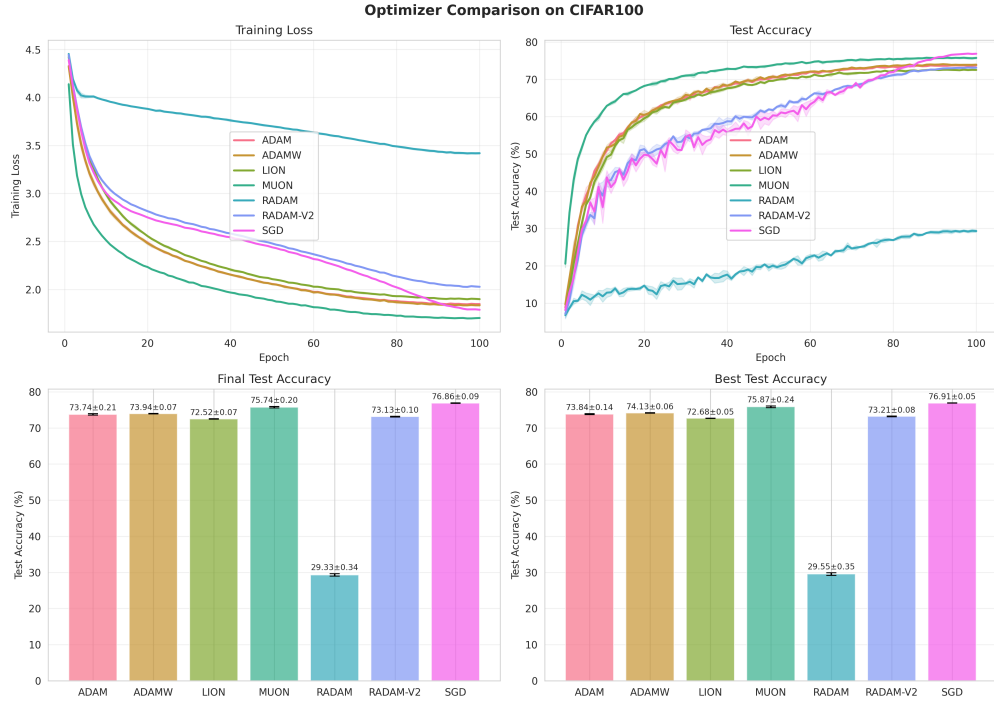 Optimizer Comparison on CIFAR100
Training Loss
4.5
4.0
3.5
3.0
2.5
2.0
Training Loss
0
20
40
60
80
100
Epoch
ADAM
ADAMW
LION
MUON
RADAM
RADAM-V2
SGD
Test Accuracy
80
70
60
50
40
30
20
10
Test Accuracy (%)
0
20
40
60
80
100
Epoch
ADAM
ADAMW
LION
MUON
RADAM
RADAM-V2
SGD
Final Test Accuracy
80
70
60
50
40
30
20
10
0
Test Accuracy (%)
73.74±0.21
73.94±0.07
72.52±0.07
75.74±0.20
29.33±0.34
73.13±0.10
76.86±0.09
ADAM
ADAMW
LION
MUON
RADAM
RADAM-V2
SGD
Best Test Accuracy
80
70
60
50
40
30
20
10
0
Test Accuracy (%)
73.84±0.14
74.13±0.06
72.68±0.05
75.87±0.24
29.55±0.35
73.21±0.08
76.91±0.05
ADAM
ADAMW
LION
MUON
RADAM
RADAM-V2
SGD